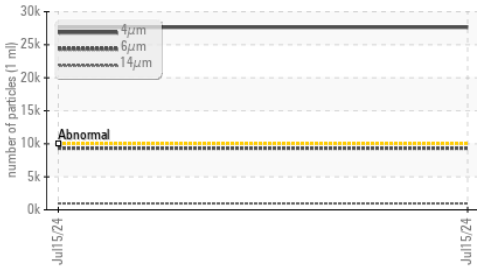 30k
25k
20k
15k
10k
5k
0k
number of particles (1 ml)
4µm
6µm
14µm
Abnormal
Jul15/24
Jul15/24